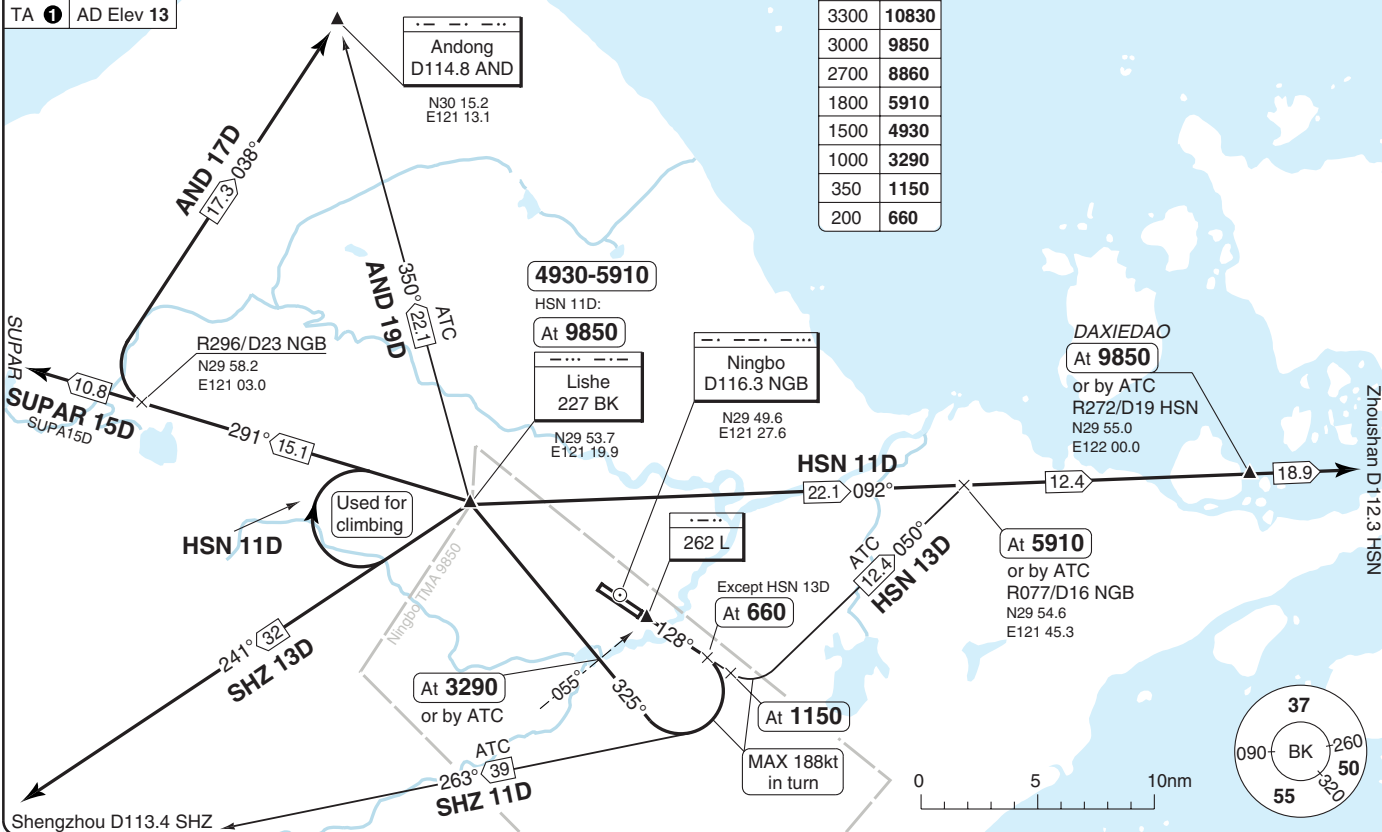 TA ❶ AD Elev 13
Andong
D114.8 AND
N30 15.2
E121 13.1
3300 10830
3000 9850
2700 8860
1800 5910
1500 4930
1000 3290
350 1150
200 660
AND 17D
17.3 038°
350° 22.1 ATC
AND 19D
4930-5910
HSN 11D:
At 9850
Lishe
227 BK
N29 53.7
E121 19.9
Ningbo
D116.3 NGB
N29 49.6
E121 27.6
DAXIEDAO
At 9850
or by ATC
R272/D19 HSN
N29 55.0
E122 00.0
SUPAR
R296/D23 NGB
N29 58.2
E121 03.0
10.8
SUPAR 15D
SUPA15D
291° 15.1
Used for
climbing
HSN 11D
HSN 11D
22.1 092°
12.4
18.9
Zhoushan D112.3 HSN
262 L
At 5910
or by ATC
R077/D16 NGB
N29 54.6
E121 45.3
ATC
12.4 050°
HSN 13D
Ningbo TMA 9850
Except HSN 13D
At 660
128°
241° 32
SHZ 13D
At 3290
or by ATC
055°
325°
At 1150
MAX 188kt
in turn
ATC
263° 39
SHZ 11D
Shengzhou D113.4 SHZ
0 5 10nm
37
090 BK 260
50
320
55